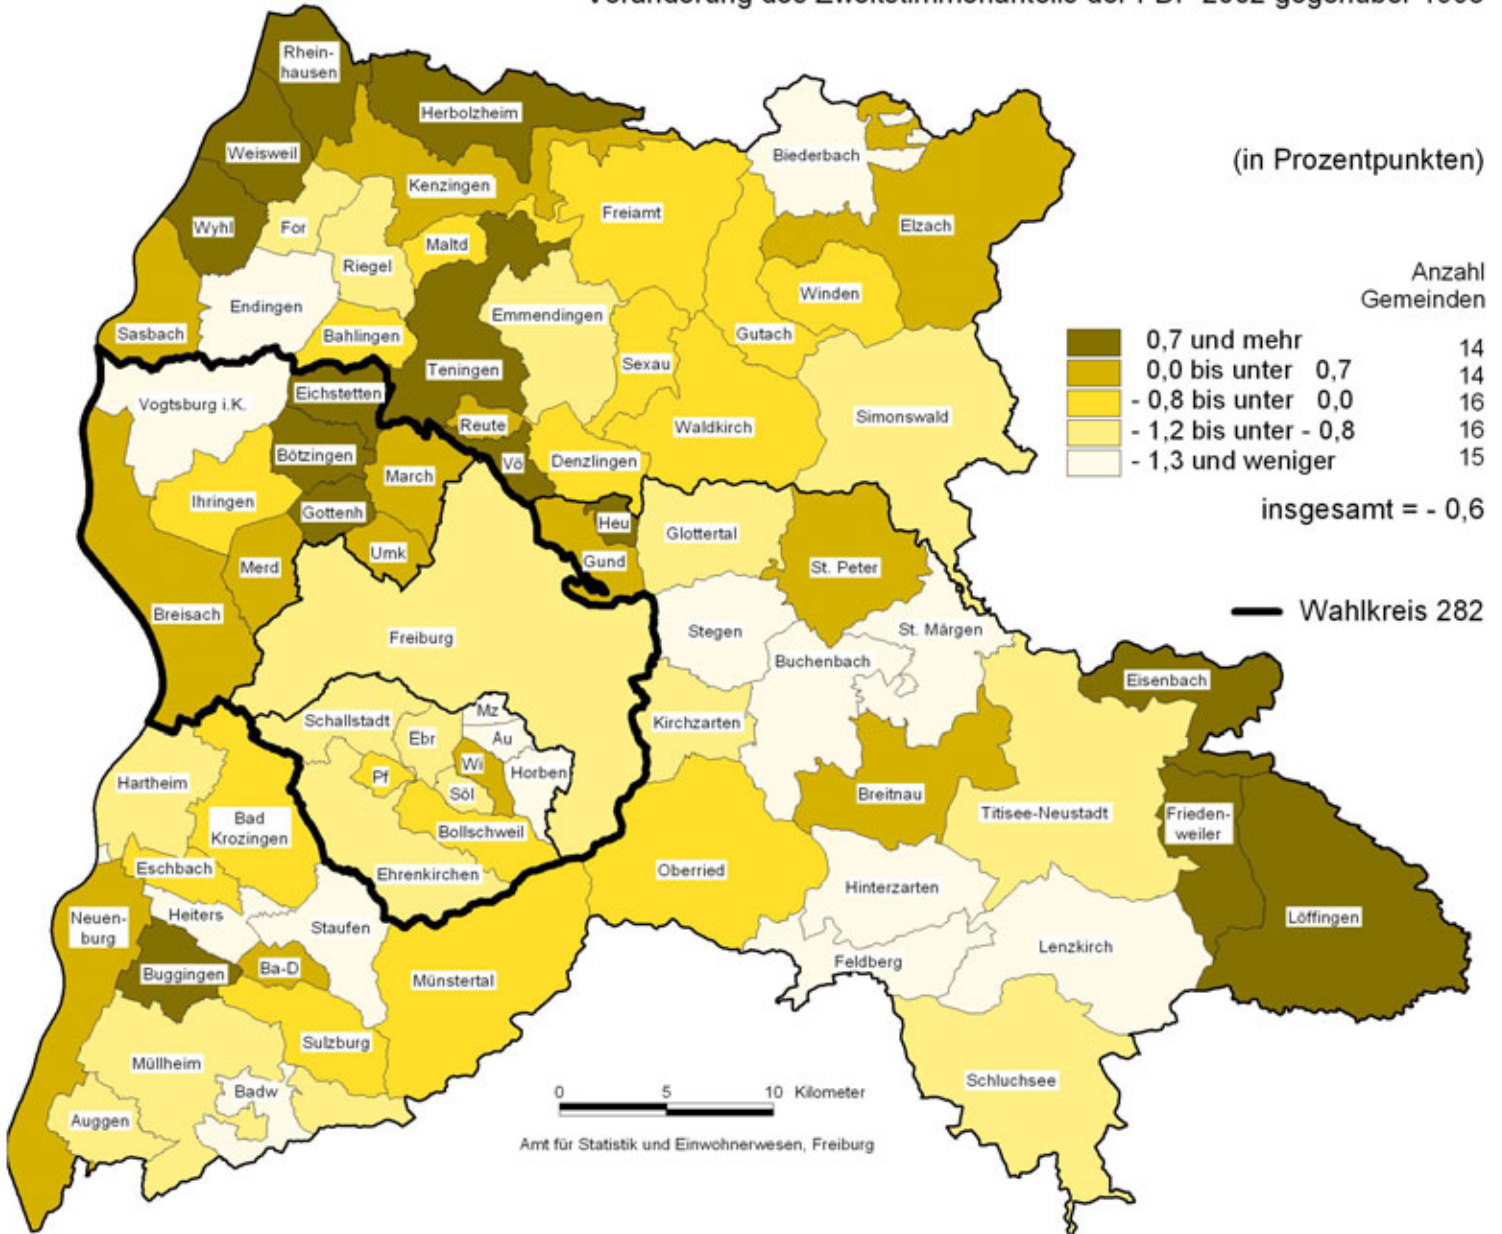 Rhein-
hausen
Herbolzheim
Weisweil
Biederbach
(in Prozentpunkten)
Kenzingen
Wyhl
For
Freiamt
Elzach
Maltd
Riegel
Winden
Anzahl
Gemeinden
Endingen
Emmendingen
Sasbach
Bahlingen
Gutach
0,7 und mehr 14
Sexau
Teningen
0,0 bis unter 0,7 14
Eichstetten
Vogtsburg i.K.
- 0,8 bis unter 0,0 16
Simonswald
Reute
Waldkirch
- 1,2 bis unter - 0,8 16
Bötzingen
Vö
Denzlingen
- 1,3 und weniger 15
March
Ihringen
Gottenh
insgesamt = - 0,6
Heu
Glottertal
Umk
Gund
Merd
St. Peter
Breisach
Wahlkreis 282
Freiburg
Stegen
St. Märgen
Buchenbach
Eisenbach
Mz
Schallstadt
Kirchzarten
Ebr
Au
Wi
Horben
Pf
Hartheim
Söl
Breitnau
Titisee-Neustadt
Frieden-
weiler
Bad
Krozingen
Bollschweil
Eschbach
Ehrenkirchen
Oberried
Hinterzarten
Neuen-
burg
Heiters
Staufen
Löffingen
Lenzkirch
Feldberg
Ba-D
Buggingen
Münstertal
Sulzburg
Müllheim
Schluchsee
Badw
0 5 10 Kilometer
Auggen
Amt für Statistik und Einwohnerwesen, Freiburg